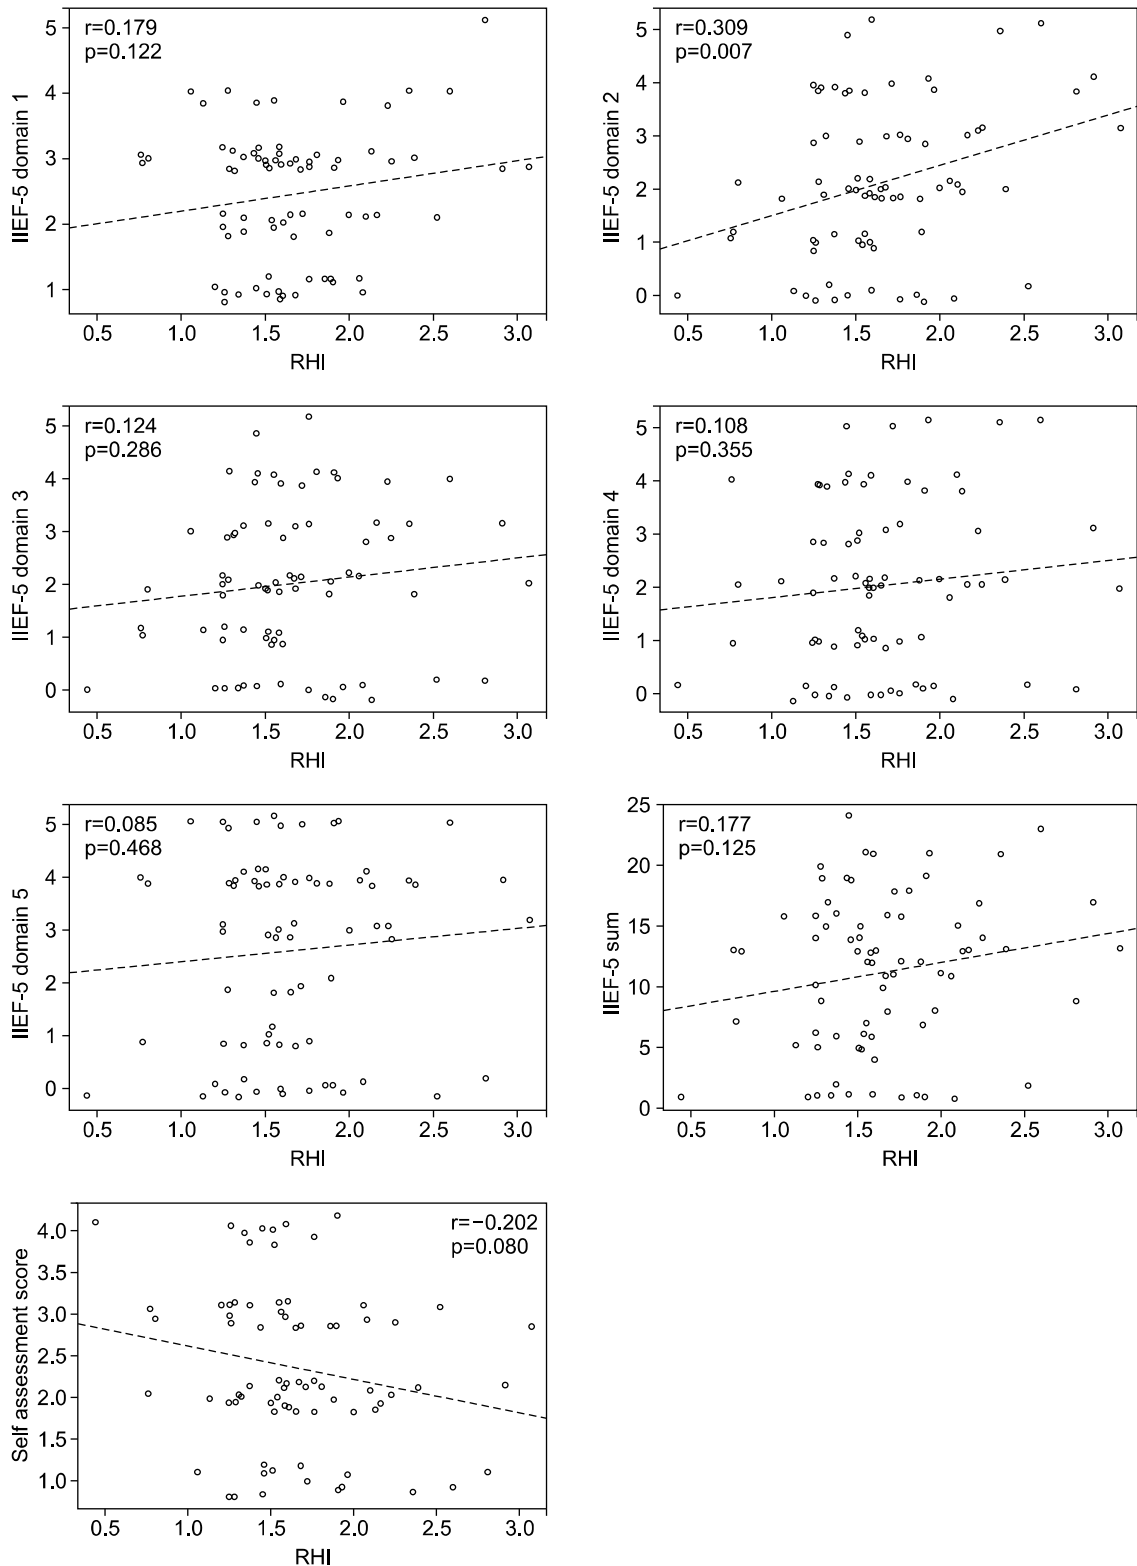 r=0.179
p=0.122
IIEF-5 domain 1
5
4
3
2
1
0.5 1.0 1.5 2.0 2.5 3.0
RHI
r=0.309
p=0.007
IIEF-5 domain 2
5
4
3
2
1
0
0.5 1.0 1.5 2.0 2.5 3.0
RHI
r=0.124
p=0.286
IIEF-5 domain 3
5
4
3
2
1
0
0.5 1.0 1.5 2.0 2.5 3.0
RHI
r=0.108
p=0.355
IIEF-5 domain 4
5
4
3
2
1
0
0.5 1.0 1.5 2.0 2.5 3.0
RHI
r=0.085
p=0.468
IIEF-5 domain 5
5
4
3
2
1
0
0.5 1.0 1.5 2.0 2.5 3.0
RHI
r=0.177
p=0.125
IIEF-5 sum
25
20
15
10
5
0
0.5 1.0 1.5 2.0 2.5 3.0
RHI
r=−0.202
p=0.080
Self assessment score
4.0
3.5
3.0
2.5
2.0
1.5
1.0
0.5 1.0 1.5 2.0 2.5 3.0
RHI